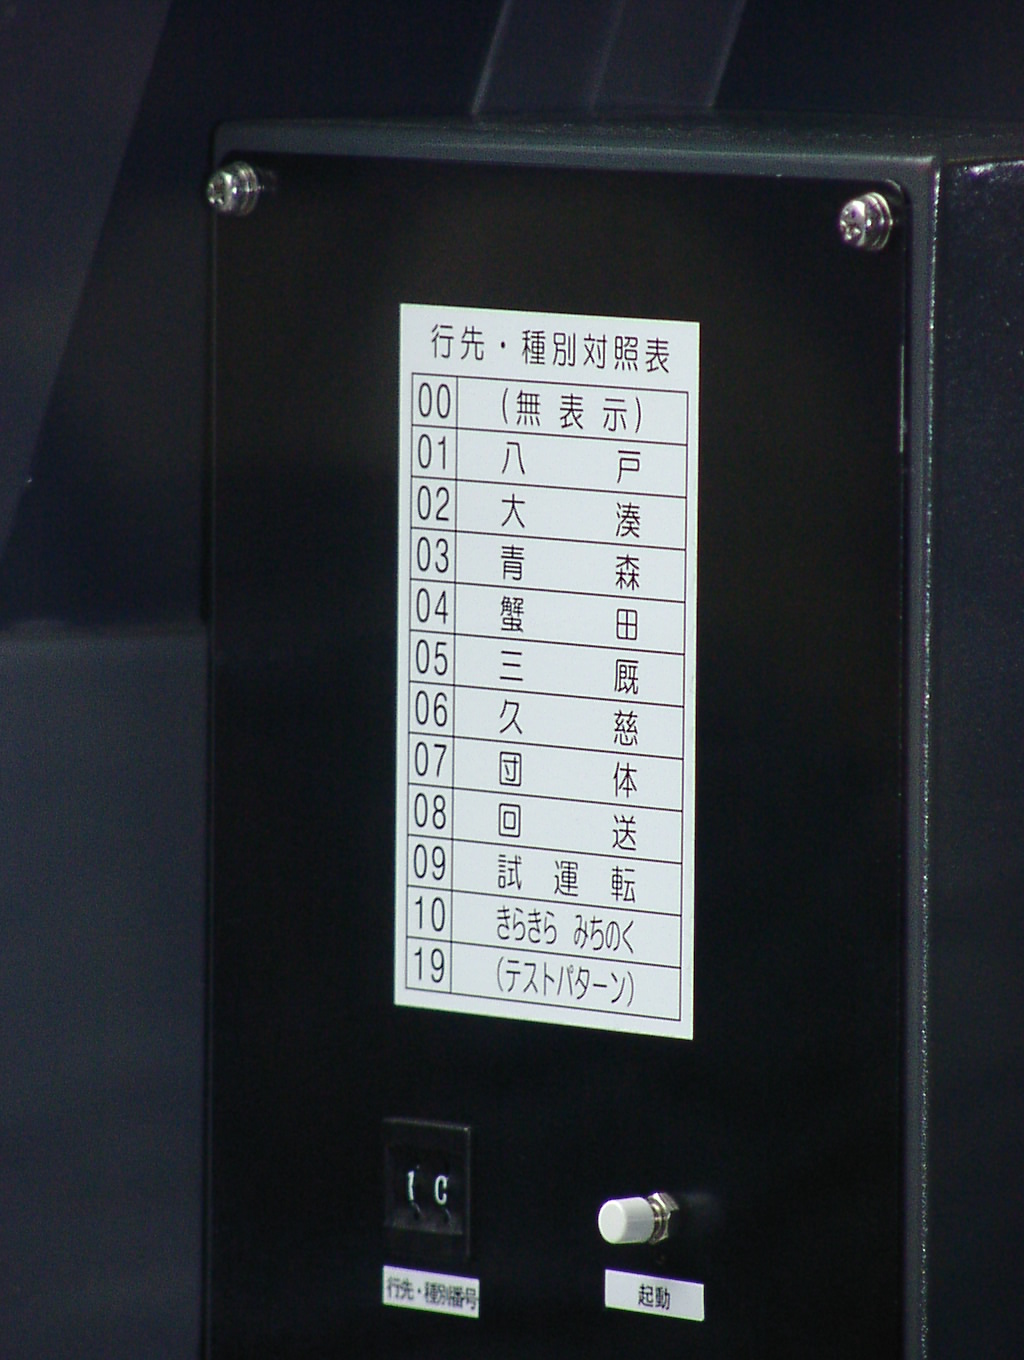 行先・種別対照表
00 (無表示)
01 八戸
02 大湊
03 青森
04 蟹田
05 三厩
06 久慈
07 団体
08 回送
09 試運転
10 きらきら みちのく
19 (テストパターン)
行先・種別番号
起動